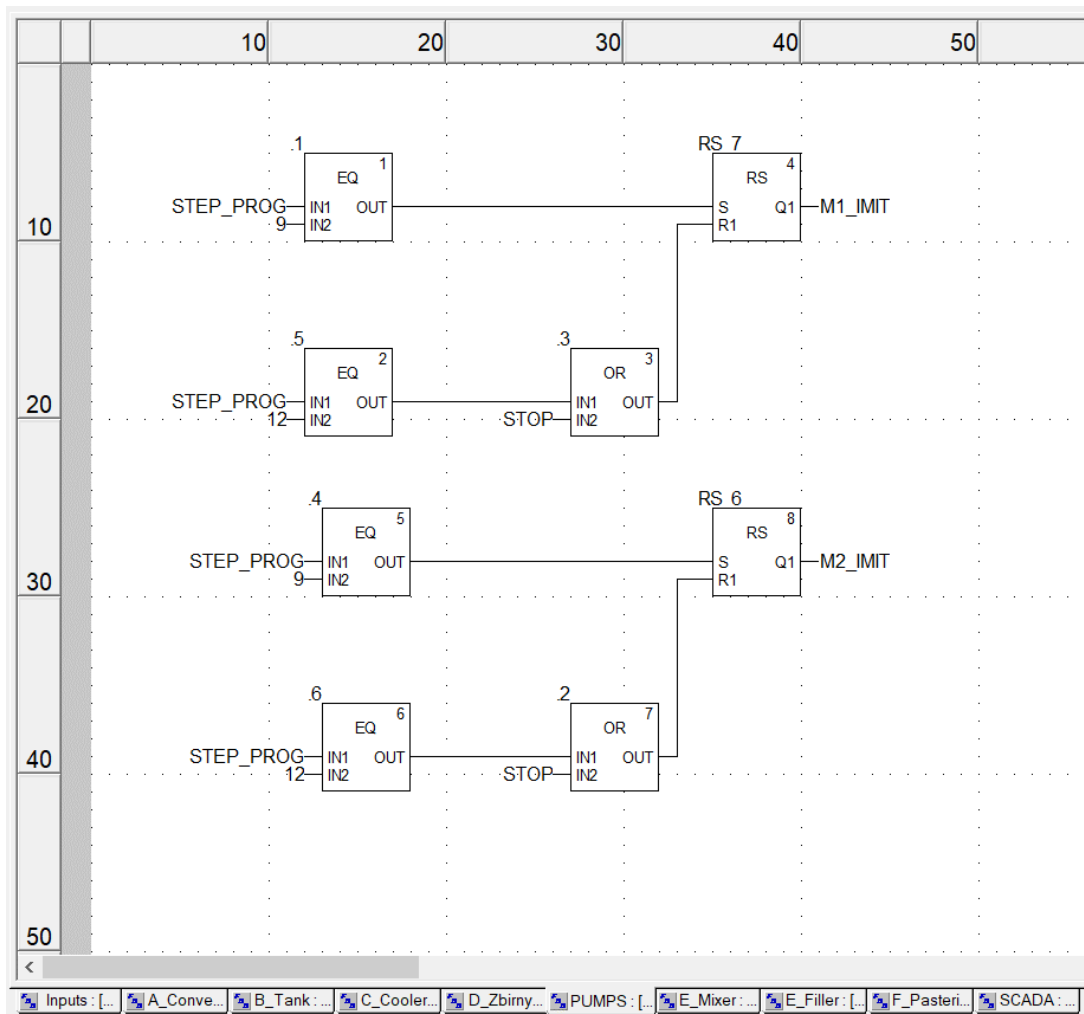 10 20 30 40 50
.1 RS_7
1 4
EQ RS
STEP_PROG IN1 OUT S Q1 M1_IMIT
9 IN2 R1
10
.5 .3
2 3
EQ OR
STEP_PROG IN1 OUT IN1 OUT
20
12 IN2 STOP IN2
.4 RS_6
5 8
EQ RS
STEP_PROG IN1 OUT S Q1 M2_IMIT
9 IN2 R1
30
.6 .2
6 7
EQ OR
STEP_PROG IN1 OUT IN1 OUT
40
12 IN2 STOP IN2
50
<
Inputs : [... A_Conve... B_Tank : ... C_Cooler... D_Zbirny... PUMPS : [... E_Mixer : ... E_Filler : [... F_Pasteri... SCADA : ...